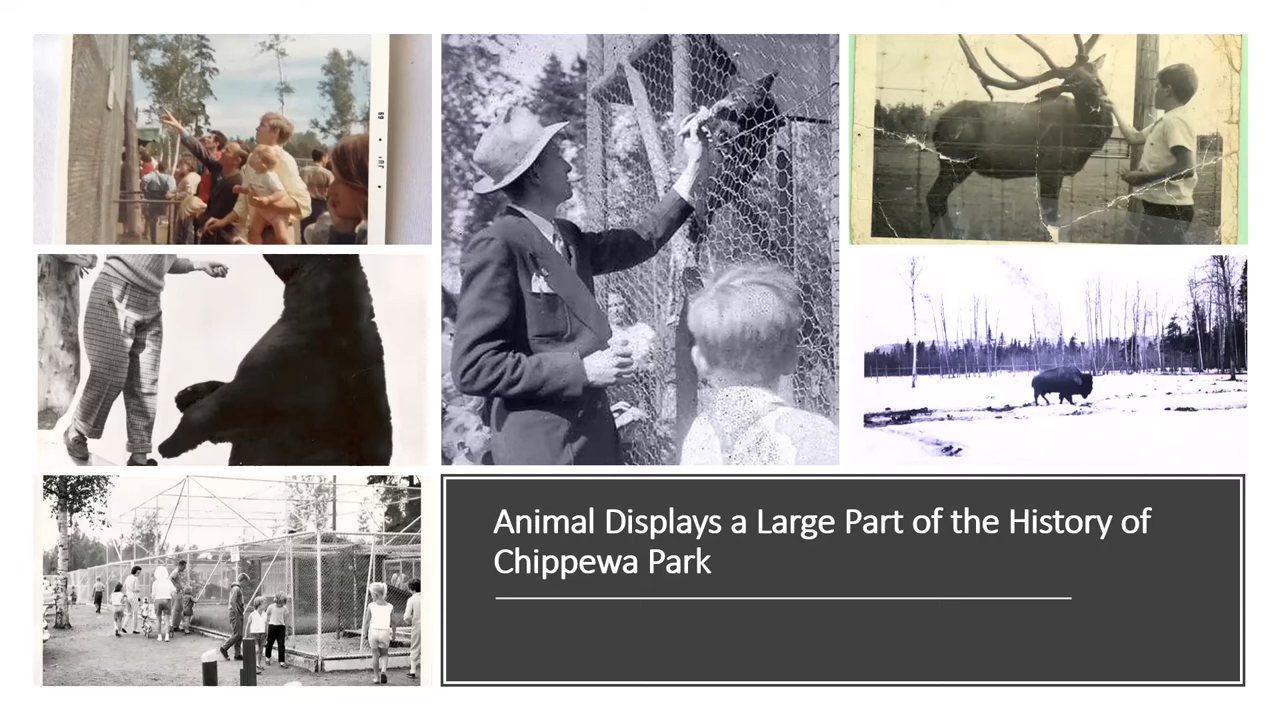 Animal Displays a Large Part of the History of
Chippewa Park